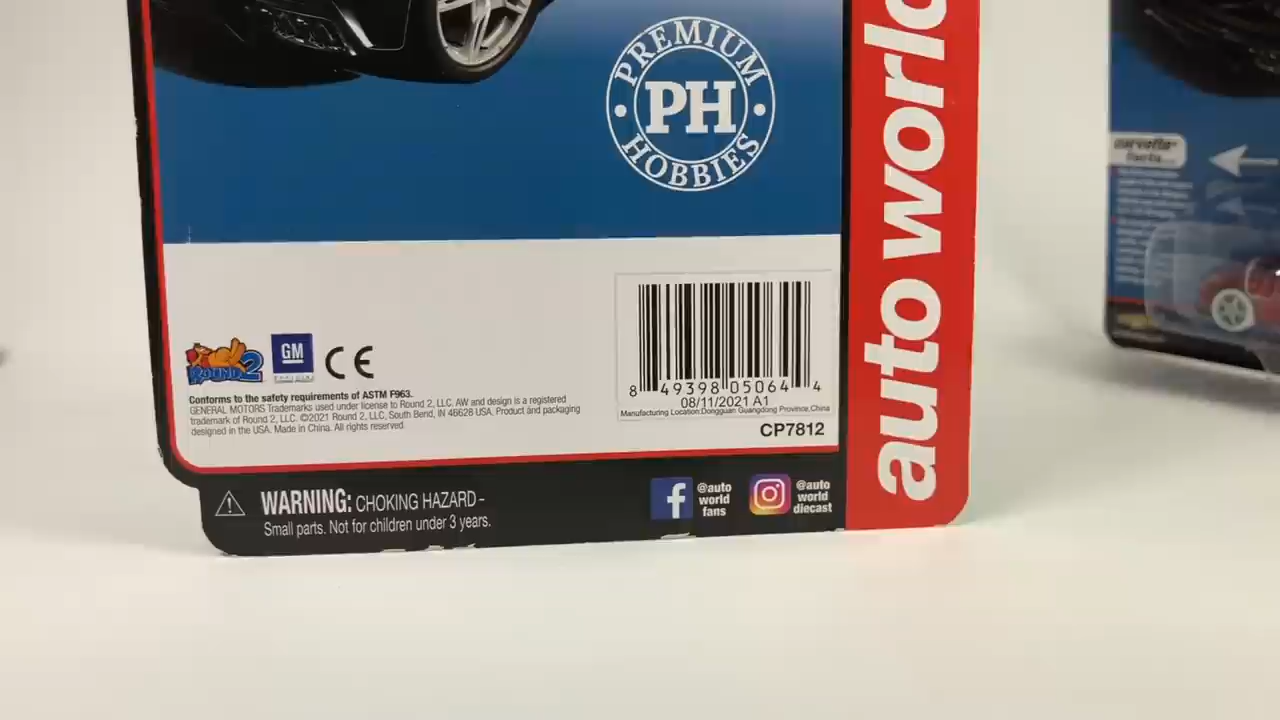 PREMIUM
PH
HOBBIES
auto world
corvette
facts
ROUND 2
GM
CE
Conforms to the safety requirements of ASTM F963.
GENERAL MOTORS Trademarks used under license to Round 2, LLC. AW and design is a registered
trademark of Round 2, LLC. ©2021 Round 2, LLC, South Bend, IN 46628 USA, Product and packaging
designed in the USA. Made in China. All rights reserved.
8 49398 05064 4
08/11/2021 A1
Manufacturing Location:Dongguan Guangdong Province,China
CP7812
WARNING: CHOKING HAZARD -
Small parts. Not for children under 3 years.
@auto
world
fans
@auto
world
diecast